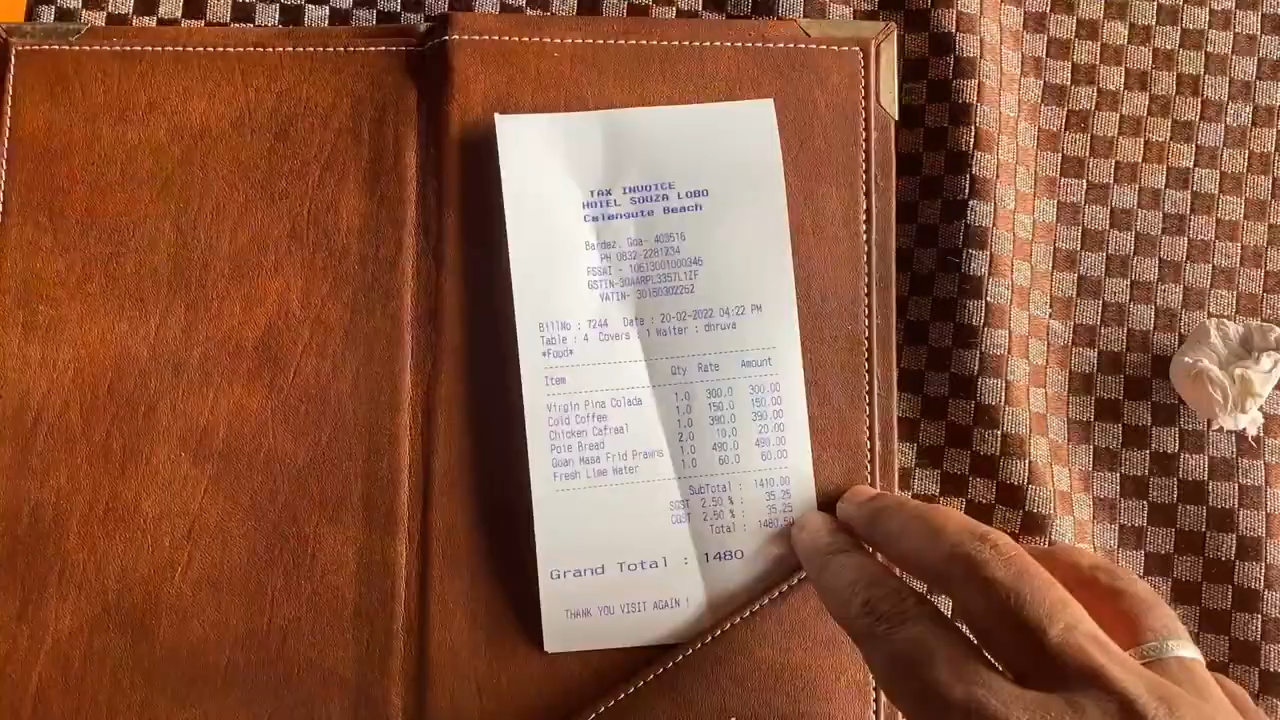 TAX INVOICE
HOTEL SOUZA LOBO
Calangute Beach
Bardez. Goa- 403516
PH 0832-2281234
FSSAI - 10613001000346
GSTIN-30AARPL3357L1IF
VATIN- 30150302262
BillNo : 7244 Date : 20-02-2022 04:22 PM
Table : 4 Covers : 1 Waiter : dhruva
*Food*
Item Qty Rate Amount
Virgin Pina Colada 1.0 300.0 300.00
Cold Coffee 1.0 150.0 150.00
Chicken Cafraal 1.0 390.0 390.00
Poie Bread 2.0 10.0 20.00
Goan Masa Frid Prawns 1.0 490.0 490.00
Fresh Lime Water 1.0 60.0 60.00
SubTotal : 1410.00
SGST 2.50 % : 35.25
CGST 2.50 % : 35.25
Total : 1480.50
Grand Total : 1480
THANK YOU VISIT AGAIN !